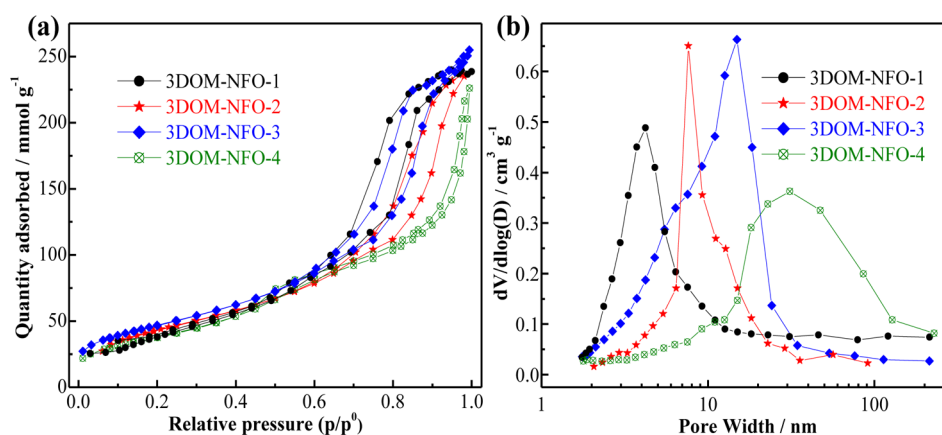 (a)
3DOM-NFO-1
3DOM-NFO-2
3DOM-NFO-3
3DOM-NFO-4
Quantity adsorbed / mmol g⁻¹
250
200
150
100
50
0
0.0 0.2 0.4 0.6 0.8 1.0
Relative pressure (p/p⁰)
(b)
3DOM-NFO-1
3DOM-NFO-2
3DOM-NFO-3
3DOM-NFO-4
dV/dlog(D) / cm³ g⁻¹
0.6
0.5
0.4
0.3
0.2
0.1
0.0
1 10 100
Pore Width / nm